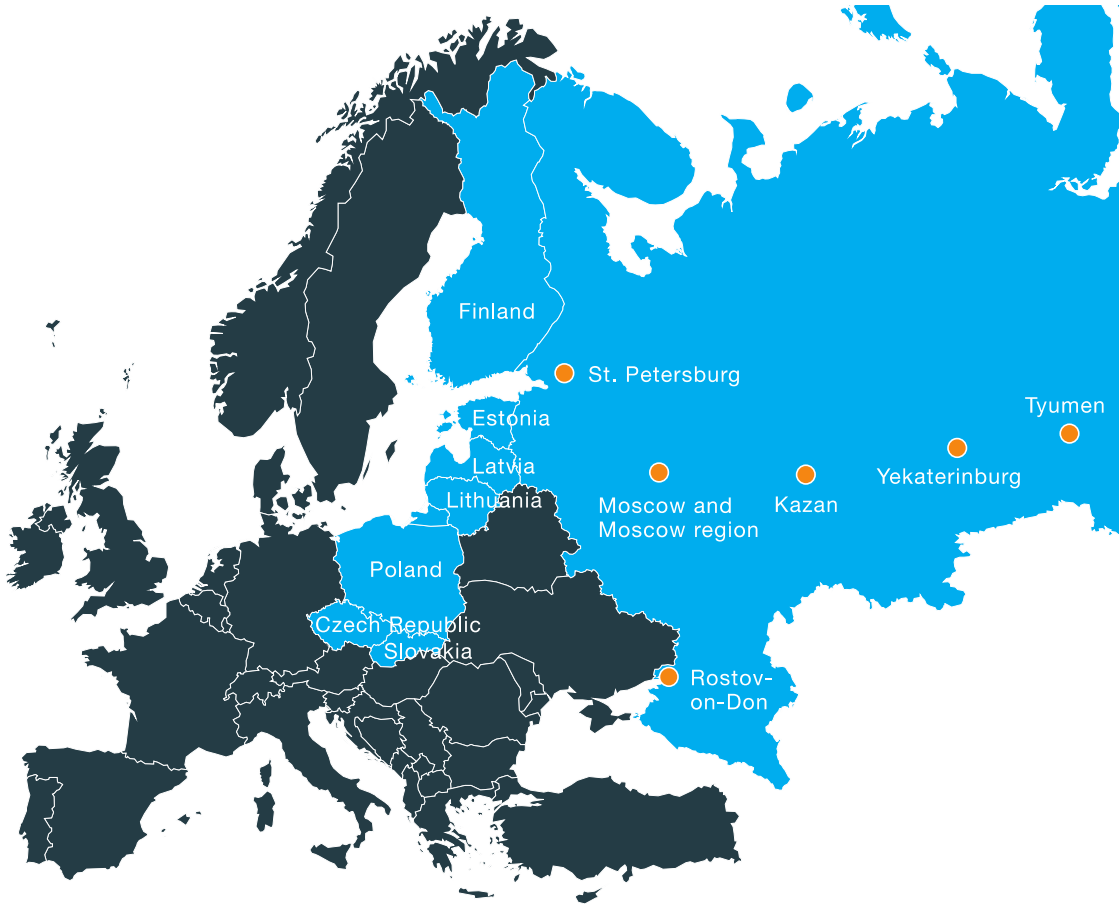 Finland
St. Petersburg
Estonia
Tyumen
Latvia
Yekaterinburg
Lithuania
Moscow and
Moscow region
Kazan
Poland
Czech Republic
Slovakia
Rostov-
on-Don